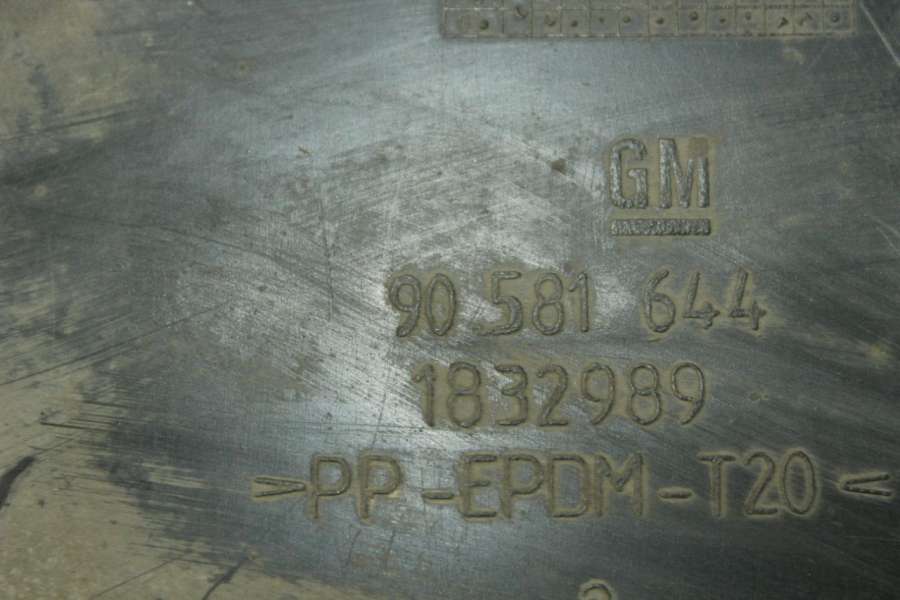 GM
90 581 644
1832989
>PP-EPDM-T20<